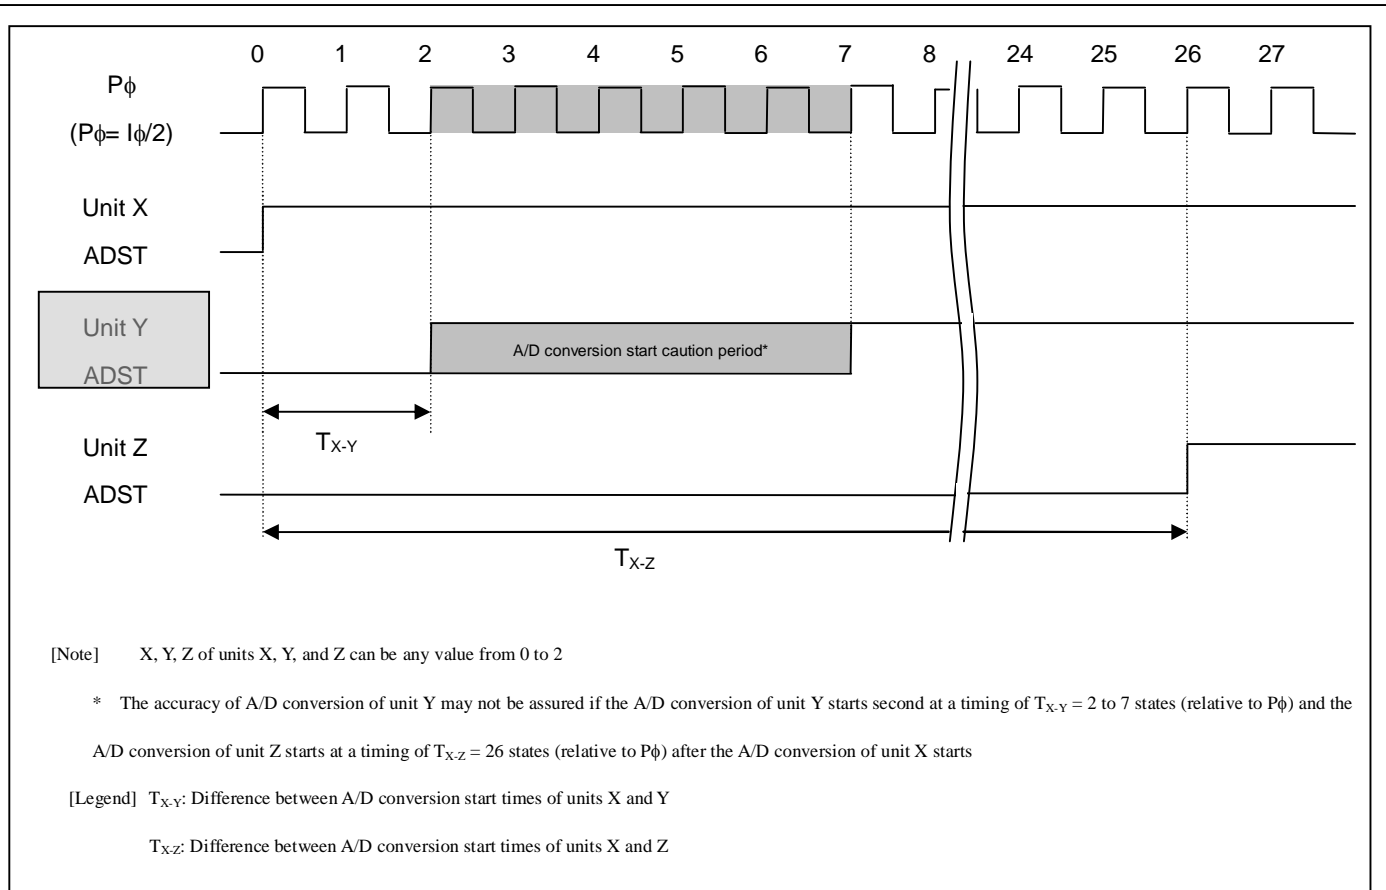 0 1 2 3 4 5 6 7 8 24 25 26 27
Pϕ
(Pϕ= Iϕ/2)
Unit X
ADST
Unit Y
ADST
A/D conversion start caution period*
TX-Y
Unit Z
ADST
TX-Z
[Note] X, Y, Z of units X, Y, and Z can be any value from 0 to 2
* The accuracy of A/D conversion of unit Y may not be assured if the A/D conversion of unit Y starts second at a timing of TX-Y = 2 to 7 states (relative to Pϕ) and the
A/D conversion of unit Z starts at a timing of TX-Z = 26 states (relative to Pϕ) after the A/D conversion of unit X starts
[Legend] TX-Y: Difference between A/D conversion start times of units X and Y
TX-Z: Difference between A/D conversion start times of units X and Z